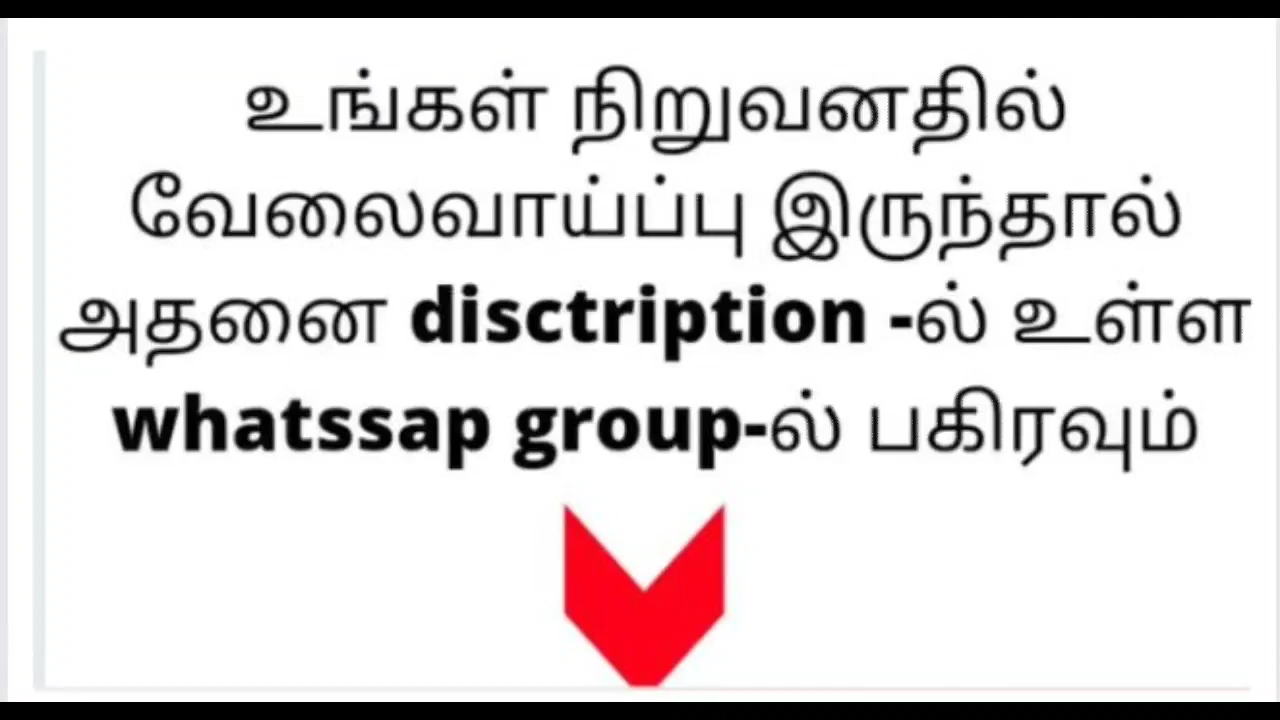 உங்கள் நிறுவனதில்
வேலைவாய்ப்பு இருந்தால்
அதனை disctription -ல் உள்ள
whatssap group-ல் பகிரவும்